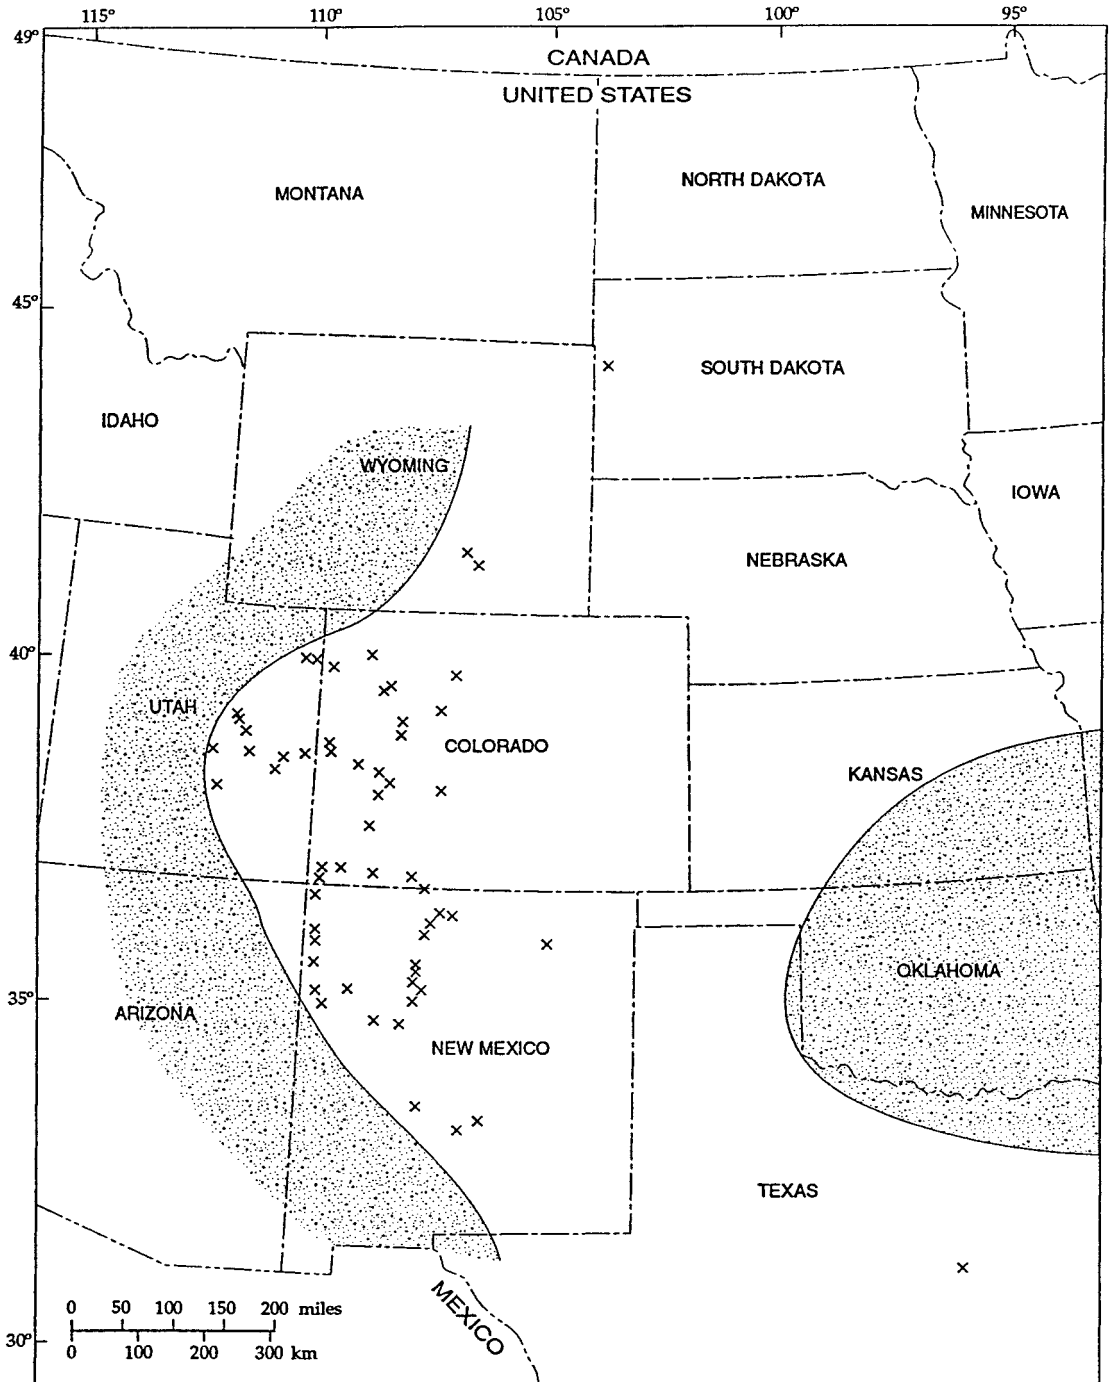 115° 110° 105° 100° 95°
49°
CANADA
UNITED STATES
MONTANA
NORTH DAKOTA
MINNESOTA
45°
SOUTH DAKOTA
IDAHO
WYOMING
IOWA
NEBRASKA
40°
UTAH
COLORADO
KANSAS
OKLAHOMA
35°
ARIZONA
NEW MEXICO
TEXAS
MEXICO
0 50 100 150 200 miles
0 100 200 300 km
30°